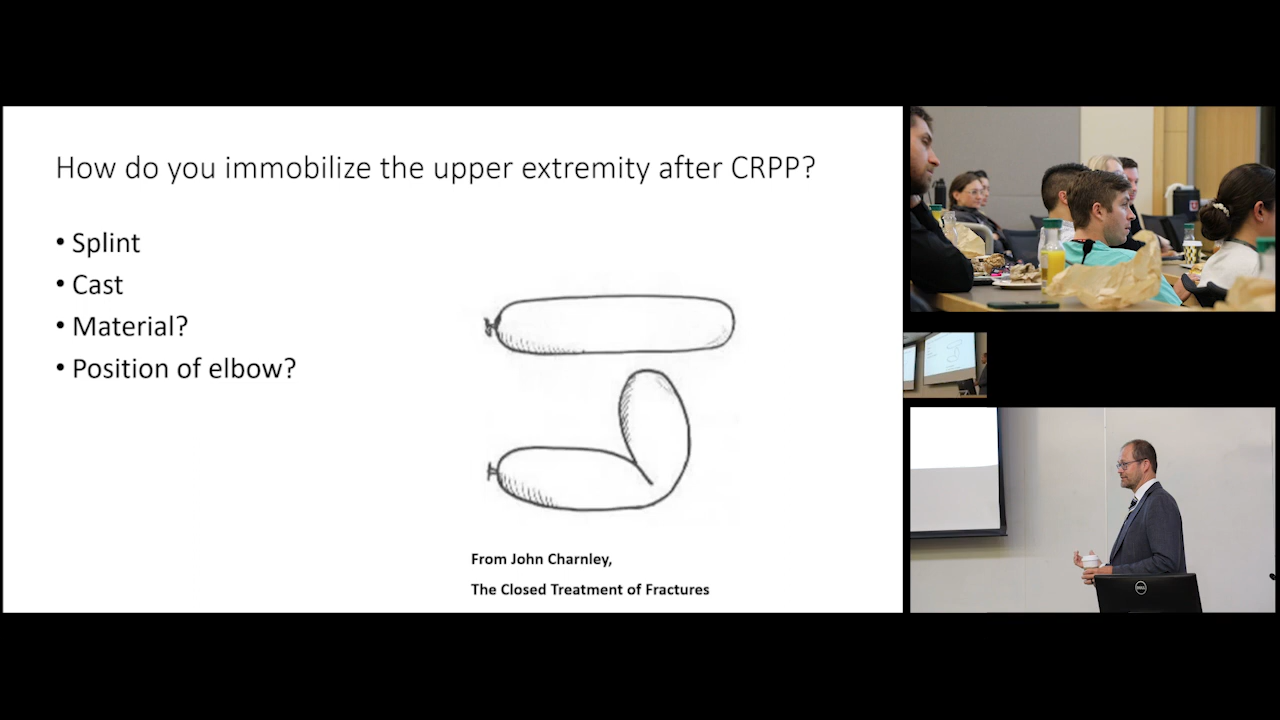 How do you immobilize the upper extremity after CRPP?
• Splint
• Cast
• Material?
• Position of elbow?
From John Charnley,
The Closed Treatment of Fractures
DELL